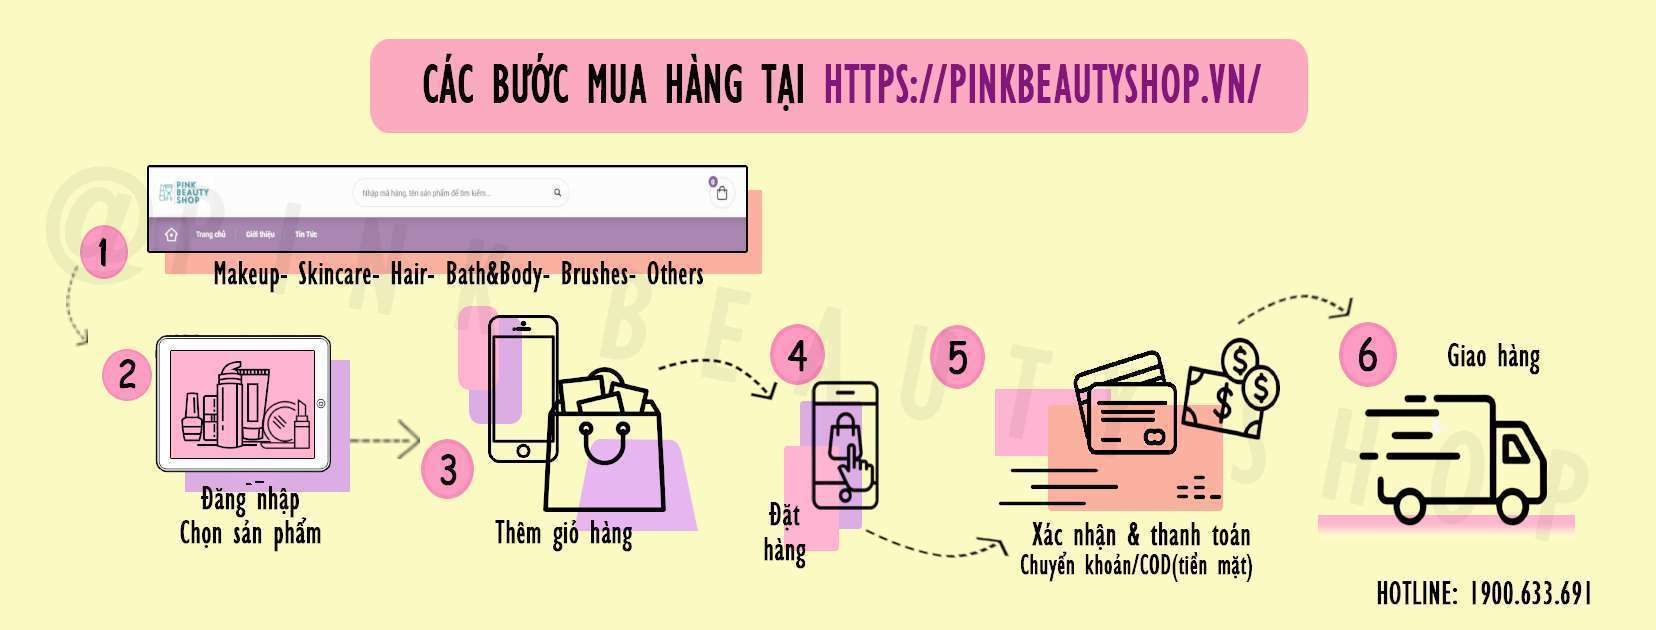 CÁC BƯỚC MUA HÀNG TẠI HTTPS://PINKBEAUTYSHOP.VN/
PINK
BEAUTY
SHOP
Nhập mã hàng, tên sản phẩm để tìm kiếm...
0
Trang chủ
Giới thiệu
Tin Tức
1
Makeup- Skincare- Hair- Bath&Body- Brushes- Others
@PINK BEAUTY SHOP
2
Đăng nhập
Chọn sản phẩm
3
Thêm giỏ hàng
4
Đặt
hàng
5
Xác nhận & thanh toán
Chuyển khoản/COD(tiền mặt)
6
Giao hàng
HOTLINE: 1900.633.691